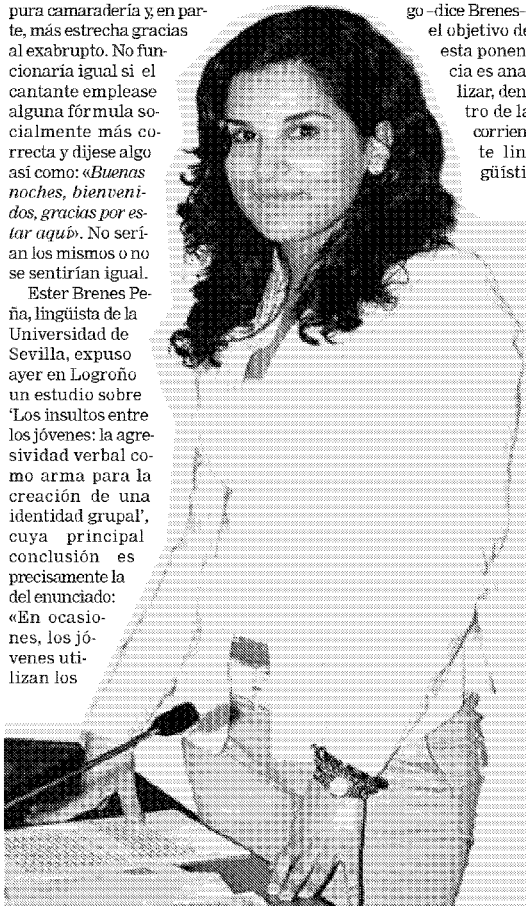 pura camaradería y, en par-
te, más estrecha gracias
al exabrupto. No fun-
cionaría igual si el
cantante emplease
alguna fórmula so-
cialmente más co-
rrecta y dijese algo
así como: «Buenas
noches, bienveni-
dos, gracias por es-
tar aquí». No serí-
an los mismos o no
se sentirían igual.
Ester Brenes Pe-
ña, lingüista de la
Universidad de
Sevilla, expuso
ayer en Logroño
un estudio sobre
‘Los insultos entre
los jóvenes: la agre-
sividad verbal co-
mo arma para la
creación de una
identidad grupal’,
cuya principal
conclusión es
precisamente la
del enunciado:
«En ocasio-
nes, los jó-
venes uti-
lizan los
go –dice Brenes–
el objetivo de
esta ponen-
cia es ana-
lizar, den-
tro de la
corrien-
te lin-
güísti-